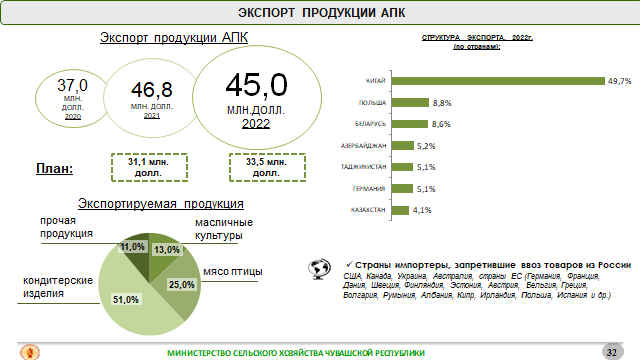 ЭКСПОРТ ПРОДУКЦИИ АПК
Экспорт продукции АПК
37,0
МЛН.
ДОЛЛ.
2020
46,8
МЛН. ДОЛЛ.
2021
45,0
МЛН.ДОЛЛ.
2022
План:
31,1 млн.
долл.
33,5 млн.
долл.
Экспортируемая продукция
прочая
продукция
масличные
культуры
11,0%
13,0%
мясо птицы
25,0%
кондитерские
изделия
51,0%
СТРУКТУРА ЭКСПОРТА, 2022г.
(по странам):
КИТАЙ 49,7%
ПОЛЬША 8,8%
БЕЛАРУСЬ 8,6%
АЗЕРБАЙДЖАН 5,2%
ТАДЖИКИСТАН 5,1%
ГЕРМАНИЯ 5,1%
КАЗАХСТАН 4,1%
✓ Страны импортеры, запретившие ввоз товаров из России
США, Канада, Украина, Австралия, страны ЕС (Германия, Франция,
Дания, Швеция, Финляндия, Эстония, Австрия, Бельгия, Греция,
Болгария, Румыния, Албания, Кипр, Ирландия, Польша, Испания и др.)
МИНИСТЕРСТВО СЕЛЬСКОГО ХОЗЯЙСТВА ЧУВАШСКОЙ РЕСПУБЛИКИ
32